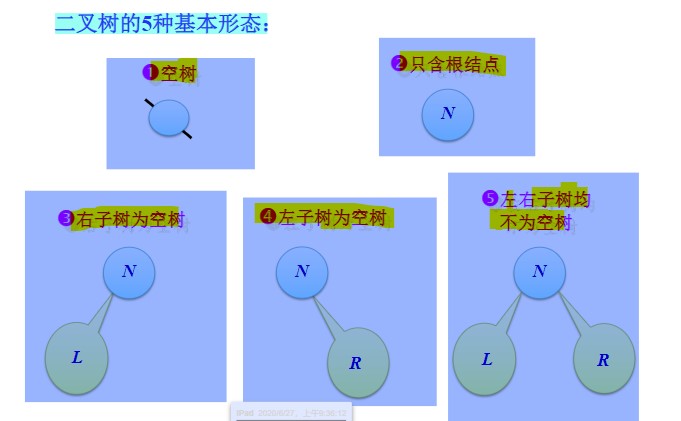 二叉树的5种基本形态：
❶空树
❷只含根结点
N
❸右子树为空树
N
L
❹左子树为空树
N
R
❺左右子树均
不为空树
N
L
R
iPad 2020/6/27, 上午9:36:12